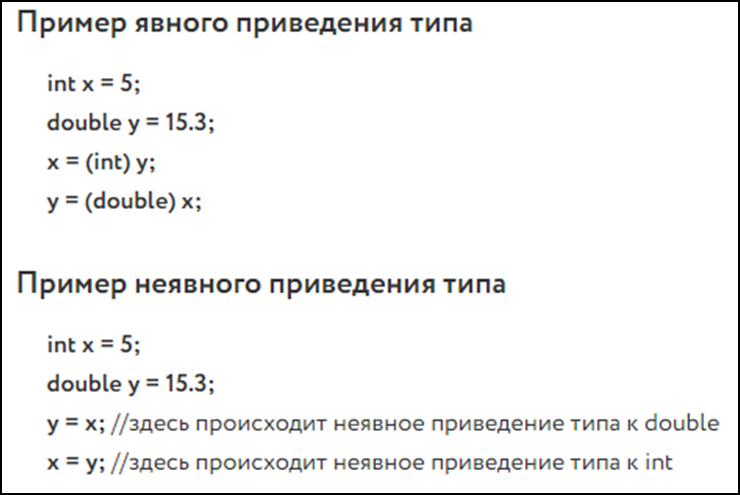 Пример явного приведения типа
int x = 5;
double y = 15.3;
x = (int) y;
y = (double) x;
Пример неявного приведения типа
int x = 5;
double y = 15.3;
y = x; //здесь происходит неявное приведение типа к double
x = y; //здесь происходит неявное приведение типа к int